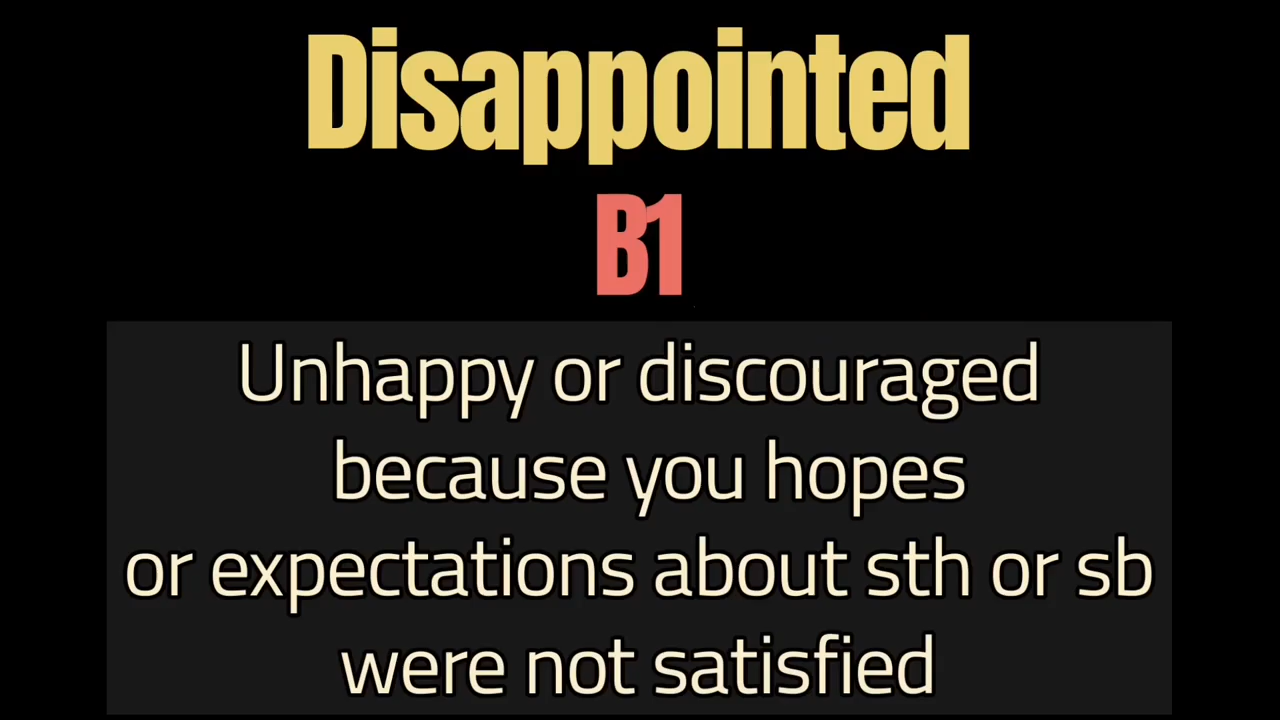 Disappointed
B1
Unhappy or discouraged
because you hopes
or expectations about sth or sb
were not satisfied